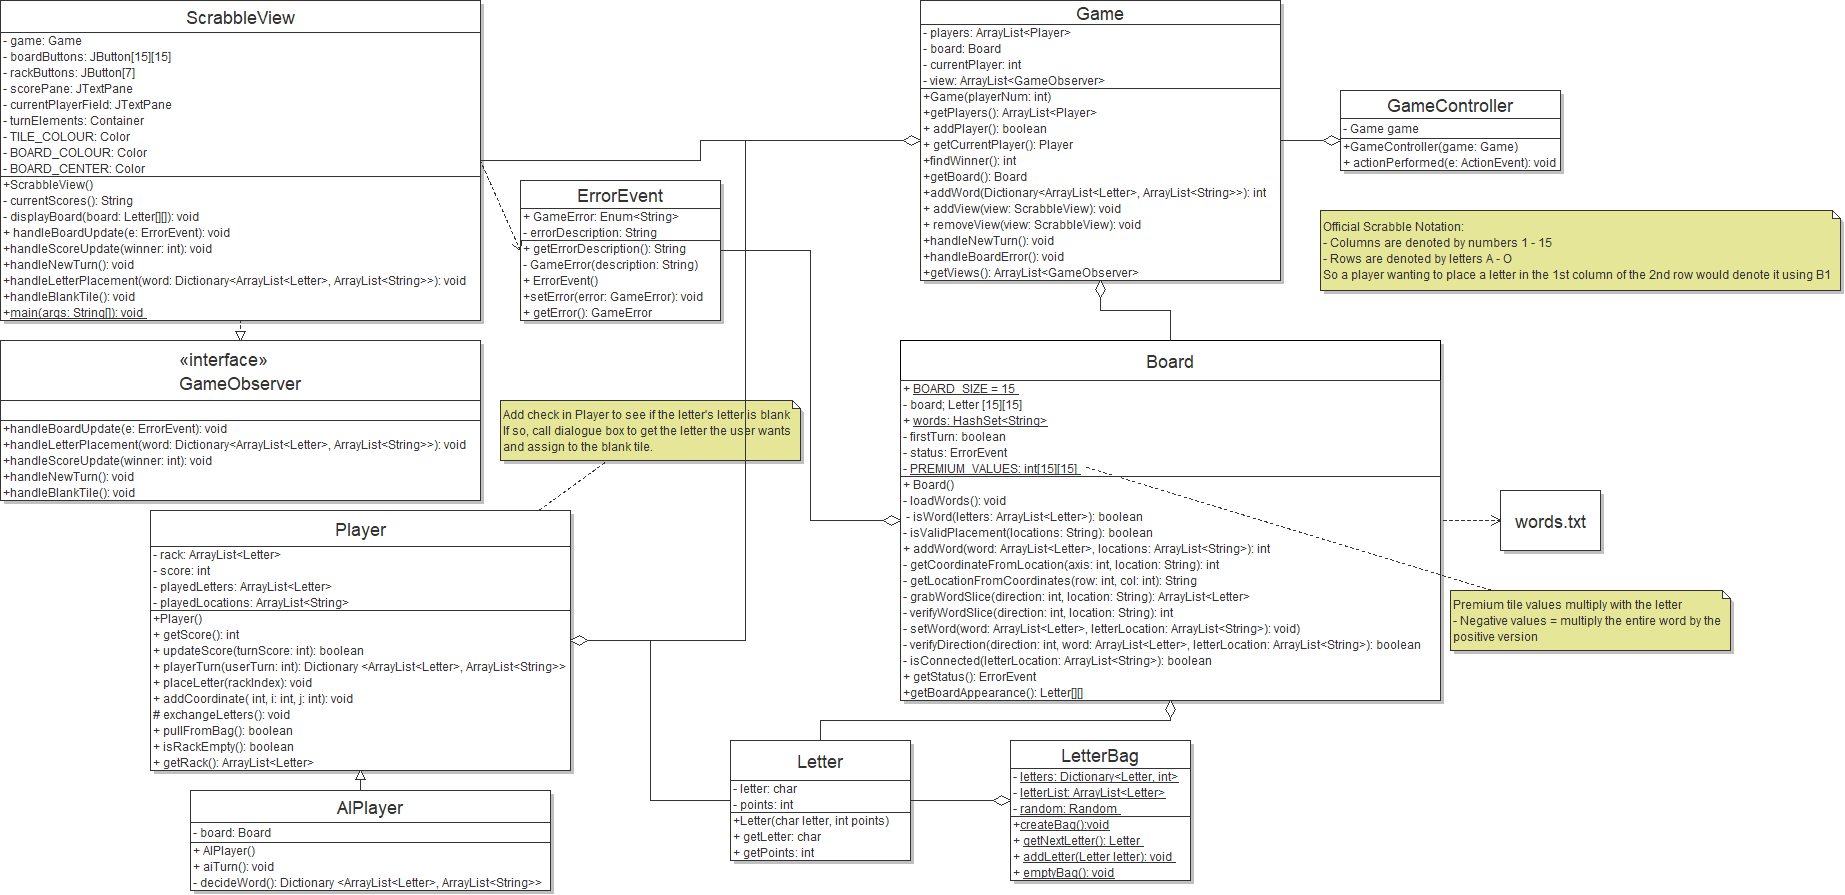 ScrabbleView
- game: Game
- boardButtons: JButton[15][15]
- rackButtons: JButton[7]
- scorePane: JTextPane
- currentPlayerField: JTextPane
- turnElements: Container
- TILE_COLOUR: Color
- BOARD_COLOUR: Color
- BOARD_CENTER: Color
+ScrabbleView()
- currentScores(): String
- displayBoard(board: Letter[][]): void
+ handleBoardUpdate(e: ErrorEvent): void
+handleScoreUpdate(winner: int): void
+handleNewTurn(): void
+handleLetterPlacement(word: Dictionary<ArrayList<Letter>, ArrayList<String>>): void
+handleBlankTile(): void
+main(args: String[]): void
«interface»
GameObserver
+handleBoardUpdate(e: ErrorEvent): void
+handleLetterPlacement(word: Dictionary<ArrayList<Letter>, ArrayList<String>>): void
+handleScoreUpdate(winner: int): void
+handleNewTurn(): void
+handleBlankTile(): void
ErrorEvent
+ GameError: Enum<String>
- errorDescription: String
+ getErrorDescription(): String
- GameError(description: String)
+ ErrorEvent()
+setError(error: GameError): void
+ getError(): GameError
Game
- players: ArrayList<Player>
- board: Board
- currentPlayer: int
- view: ArrayList<GameObserver>
+Game(playerNum: int)
+getPlayers(): ArrayList<Player>
+ addPlayer(): boolean
+ getCurrentPlayer(): Player
+findWinner(): int
+getBoard(): Board
+addWord(Dictionary<ArrayList<Letter>, ArrayList<String>>): int
+ addView(view: ScrabbleView): void
+ removeView(view: ScrabbleView): void
+handleNewTurn(): void
+handleBoardError(): void
+getViews(): ArrayList<GameObserver>
GameController
- Game game
+GameController(game: Game)
+ actionPerformed(e: ActionEvent): void
Official Scrabble Notation:
- Columns are denoted by numbers 1 - 15
- Rows are denoted by letters A - O
So a player wanting to place a letter in the 1st column of the 2nd row would denote it using B1
Add check in Player to see if the letter's letter is blank
If so, call dialogue box to get the letter the user wants
and assign to the blank tile.
Board
+ BOARD_SIZE = 15
- board; Letter [15][15]
+ words: HashSet<String>
- firstTurn: boolean
- status: ErrorEvent
- PREMIUM_VALUES: int[15][15]
+ Board()
- loadWords(): void
- isWord(letters: ArrayList<Letter>): boolean
- isValidPlacement(locations: String): boolean
+ addWord(word: ArrayList<Letter>, locations: ArrayList<String>): int
- getCoordinateFromLocation(axis: int, location: String): int
- getLocationFromCoordinates(row: int, col: int): String
- grabWordSlice(direction: int, location: String): ArrayList<Letter>
- verifyWordSlice(direction: int, location: String): int
- setWord(word: ArrayList<Letter>, letterLocation: ArrayList<String>): void)
- verifyDirection(direction: int, word: ArrayList<Letter>, letterLocation: ArrayList<String>): boolean
- isConnected(letterLocation: ArrayList<String>): boolean
+ getStatus(): ErrorEvent
+getBoardAppearance(): Letter[][]
words.txt
Premium tile values multiply with the letter
- Negative values = multiply the entire word by the
positive version
Player
- rack: ArrayList<Letter>
- score: int
- playedLetters: ArrayList<Letter>
- playedLocations: ArrayList<String>
+Player()
+ getScore(): int
+ updateScore(turnScore: int): boolean
+ playerTurn(userTurn: int): Dictionary <ArrayList<Letter>, ArrayList<String>>
+ placeLetter(rackIndex): void
+ addCoordinate( int, i: int, j: int): void
# exchangeLetters(): void
+ pullFromBag(): boolean
+ isRackEmpty(): boolean
+ getRack(): ArrayList<Letter>
AIPlayer
- board: Board
+ AIPlayer()
+ aiTurn(): void
- decideWord(): Dictionary <ArrayList<Letter>, ArrayList<String>>
Letter
- letter: char
- points: int
+Letter(char letter, int points)
+ getLetter: char
+ getPoints: int
LetterBag
- letters: Dictionary<Letter, int>
- letterList: ArrayList<Letter>
- random: Random
+createBag():void
+ getNextLetter(): Letter
+ addLetter(Letter letter): void
+ emptyBag(): void